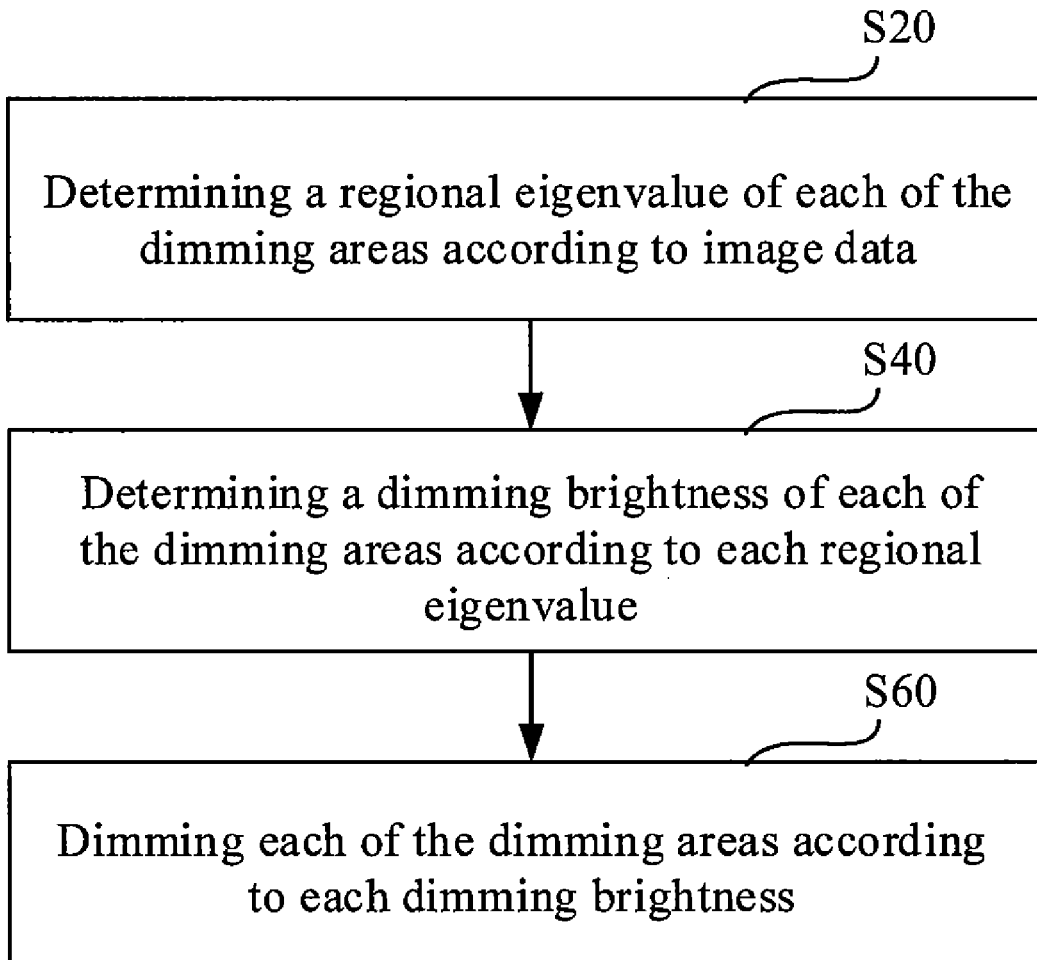 S20
Determining a regional eigenvalue of each of the
dimming areas according to image data
S40
Determining a dimming brightness of each of
the dimming areas according to each regional
eigenvalue
S60
Dimming each of the dimming areas according
to each dimming brightness